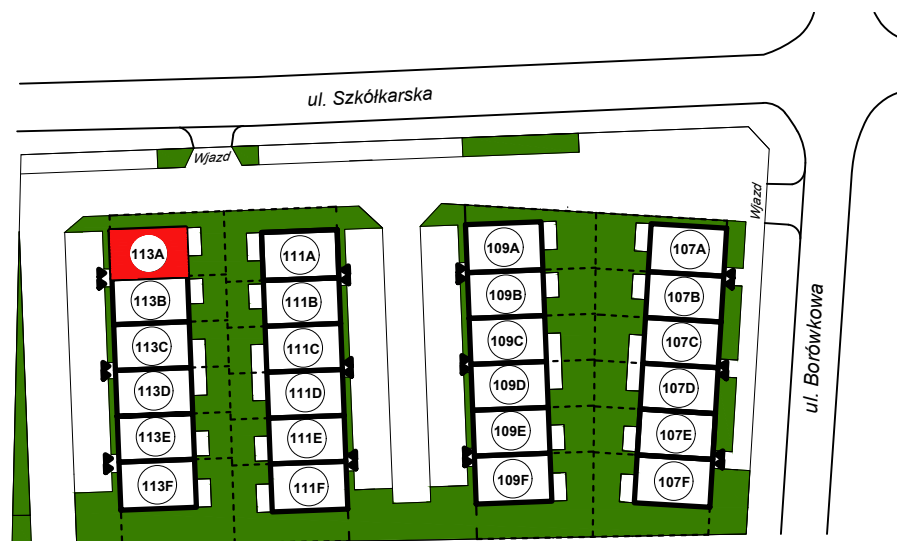 ul. Szkółkarska
Wjazd
Wjazd
ul. Borówkowa
113A
113B
113C
113D
113E
113F
111A
111B
111C
111D
111E
111F
109A
109B
109C
109D
109E
109F
107A
107B
107C
107D
107E
107F